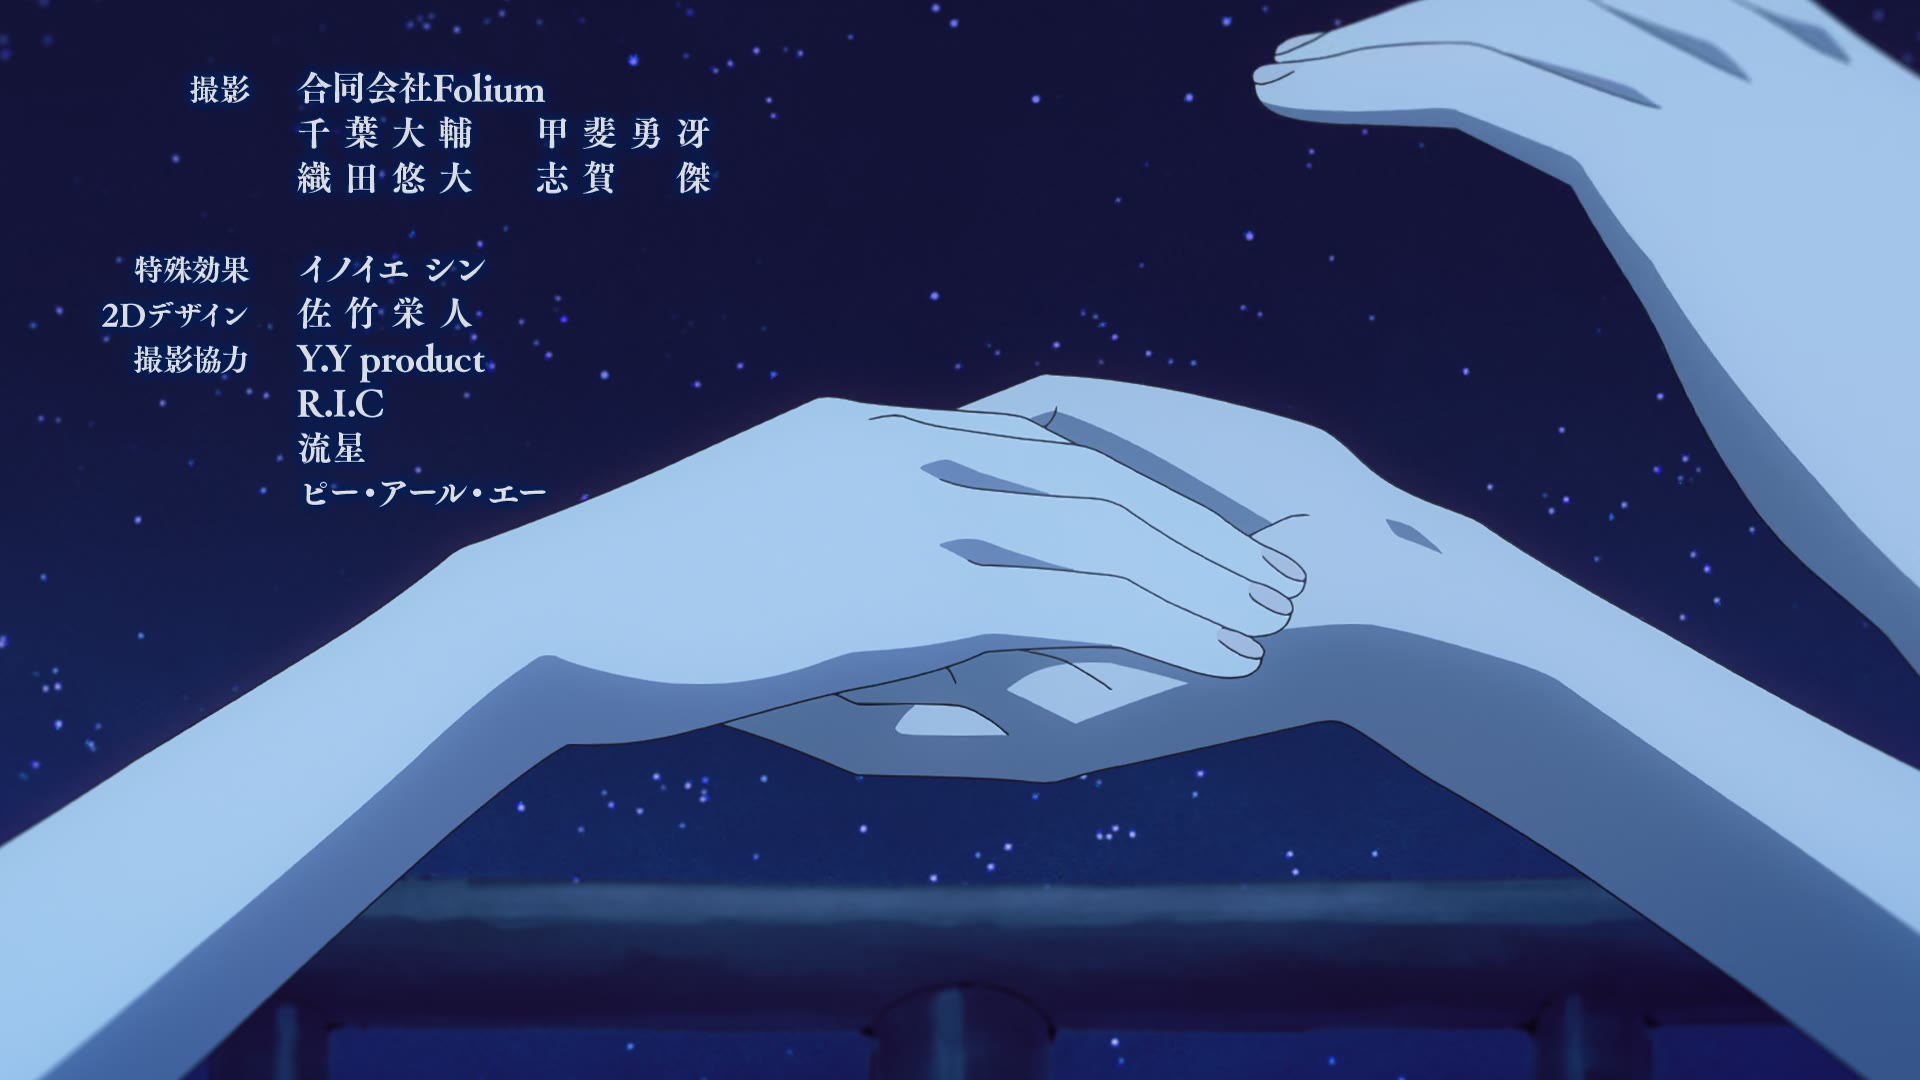 撮影 合同会社Folium
千葉大輔 甲斐勇冴
織田悠大 志賀 傑
特殊効果 イノイエ シン
2Dデザイン 佐竹栄人
撮影協力 Y.Y product
R.I.C
流星
ピー・アール・エー